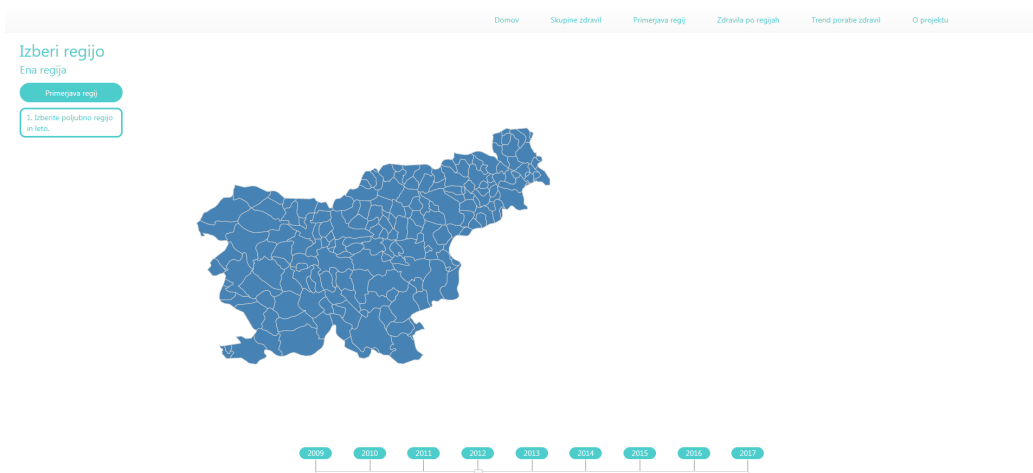 Domov Skupine zdravil Primerjava regij Zdravila po regijah Trend porabe zdravil O projektu
Izberi regijo
Ena regija
Primerjava regij
1. Izberite poljubno regijo
in leto.
2009 2010 2011 2012 2013 2014 2015 2016 2017